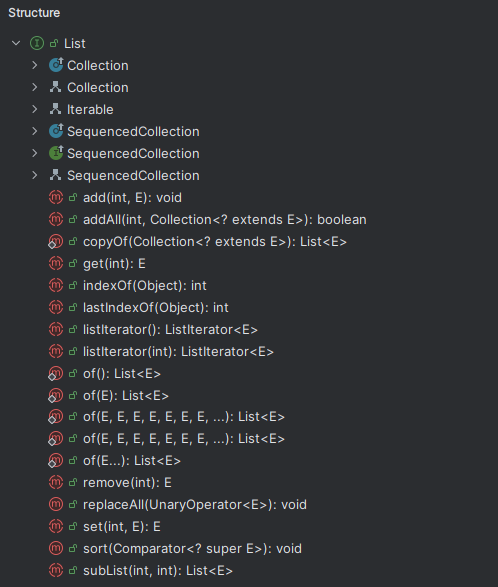 Structure
List
Collection
Collection
Iterable
SequencedCollection
SequencedCollection
SequencedCollection
add(int, E): void
addAll(int, Collection<? extends E>): boolean
copyOf(Collection<? extends E>): List<E>
get(int): E
indexOf(Object): int
lastIndexOf(Object): int
listIterator(): ListIterator<E>
listIterator(int): ListIterator<E>
of(): List<E>
of(E): List<E>
of(E, E, E, E, E, E, E, ...): List<E>
of(E, E, E, E, E, E, E, ...): List<E>
of(E...): List<E>
remove(int): E
replaceAll(UnaryOperator<E>): void
set(int, E): E
sort(Comparator<? super E>): void
subList(int, int): List<E>